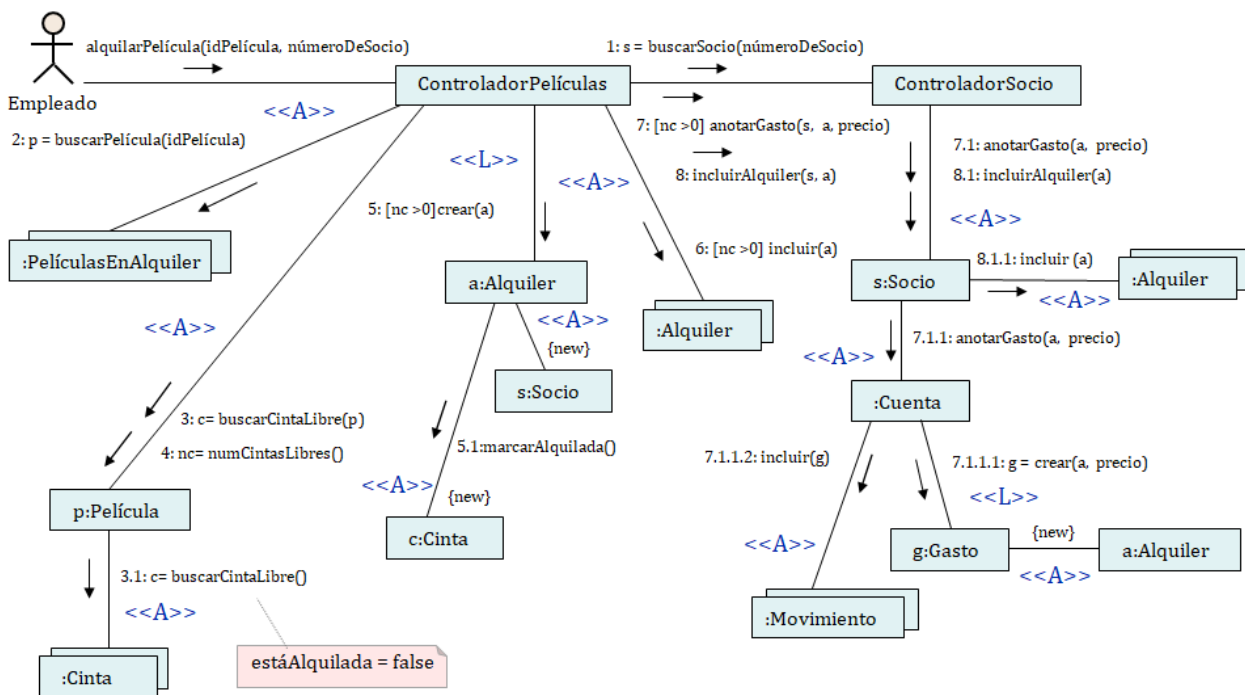 alquilarPelícula(idPelícula, númeroDeSocio)
1: s = buscarSocio(númeroDeSocio)
Empleado
ControladorPelículas
ControladorSocio
<<A>>
2: p = buscarPelícula(idPelícula)
7: [nc >0] anotarGasto(s, a, precio)
<<L>>
<<A>>
8: incluirAlquiler(s, a)
7.1: anotarGasto(a, precio)
8.1: incluirAlquiler(a)
<<A>>
5: [nc >0]crear(a)
6: [nc >0] incluir(a)
:PelículasEnAlquiler
a:Alquiler
s:Socio
8.1.1: incluir (a)
:Alquiler
<<A>>
<<A>>
<<A>>
:Alquiler
{new}
7.1.1: anotarGasto(a, precio)
<<A>>
s:Socio
:Cuenta
3: c= buscarCintaLibre(p)
4: nc= numCintasLibres()
5.1:marcarAlquilada()
7.1.1.2: incluir(g)
7.1.1.1: g = crear(a, precio)
<<A>>
{new}
<<L>>
p:Película
c:Cinta
<<A>>
g:Gasto
{new}
a:Alquiler
<<A>>
3.1: c= buscarCintaLibre()
<<A>>
:Movimiento
estáAlquilada = false
:Cinta